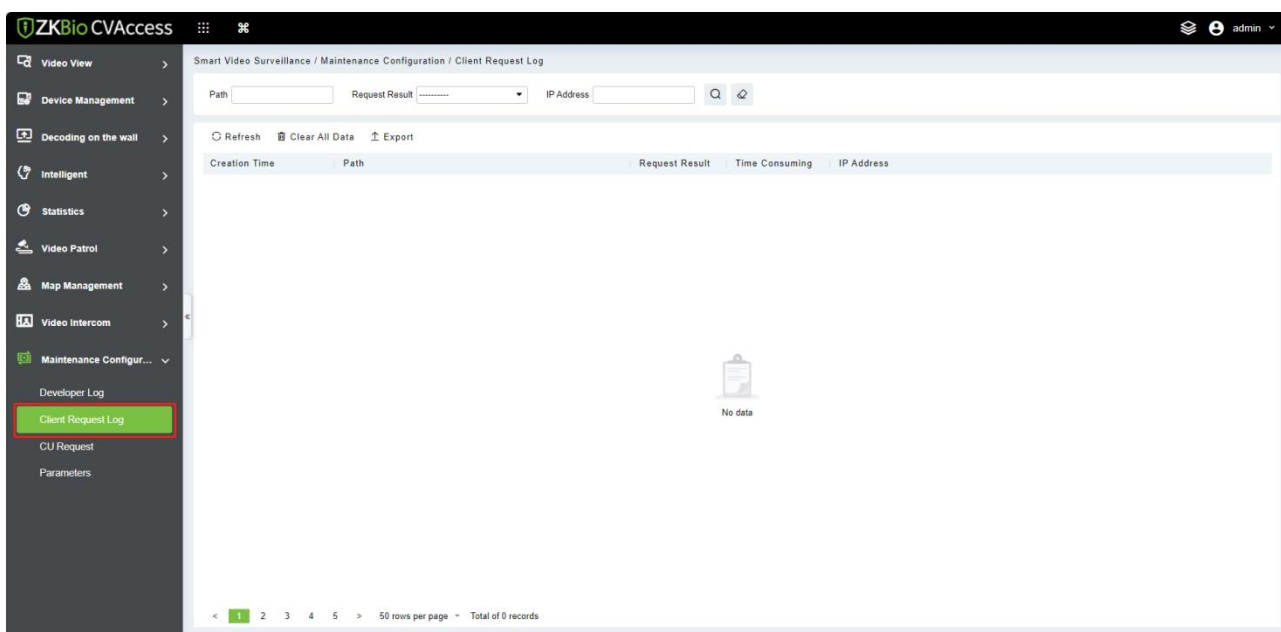 ZKBio CVAccess
admin
Video View
Device Management
Decoding on the wall
Intelligent
Statistics
Video Patrol
Map Management
Video Intercom
Maintenance Configur...
Developer Log
Client Request Log
CU Request
Parameters
Smart Video Surveillance / Maintenance Configuration / Client Request Log
Path Request Result ---------- IP Address
Refresh Clear All Data Export
Creation Time Path Request Result Time Consuming IP Address
No data
< 1 2 3 4 5 > 50 rows per page Total of 0 records